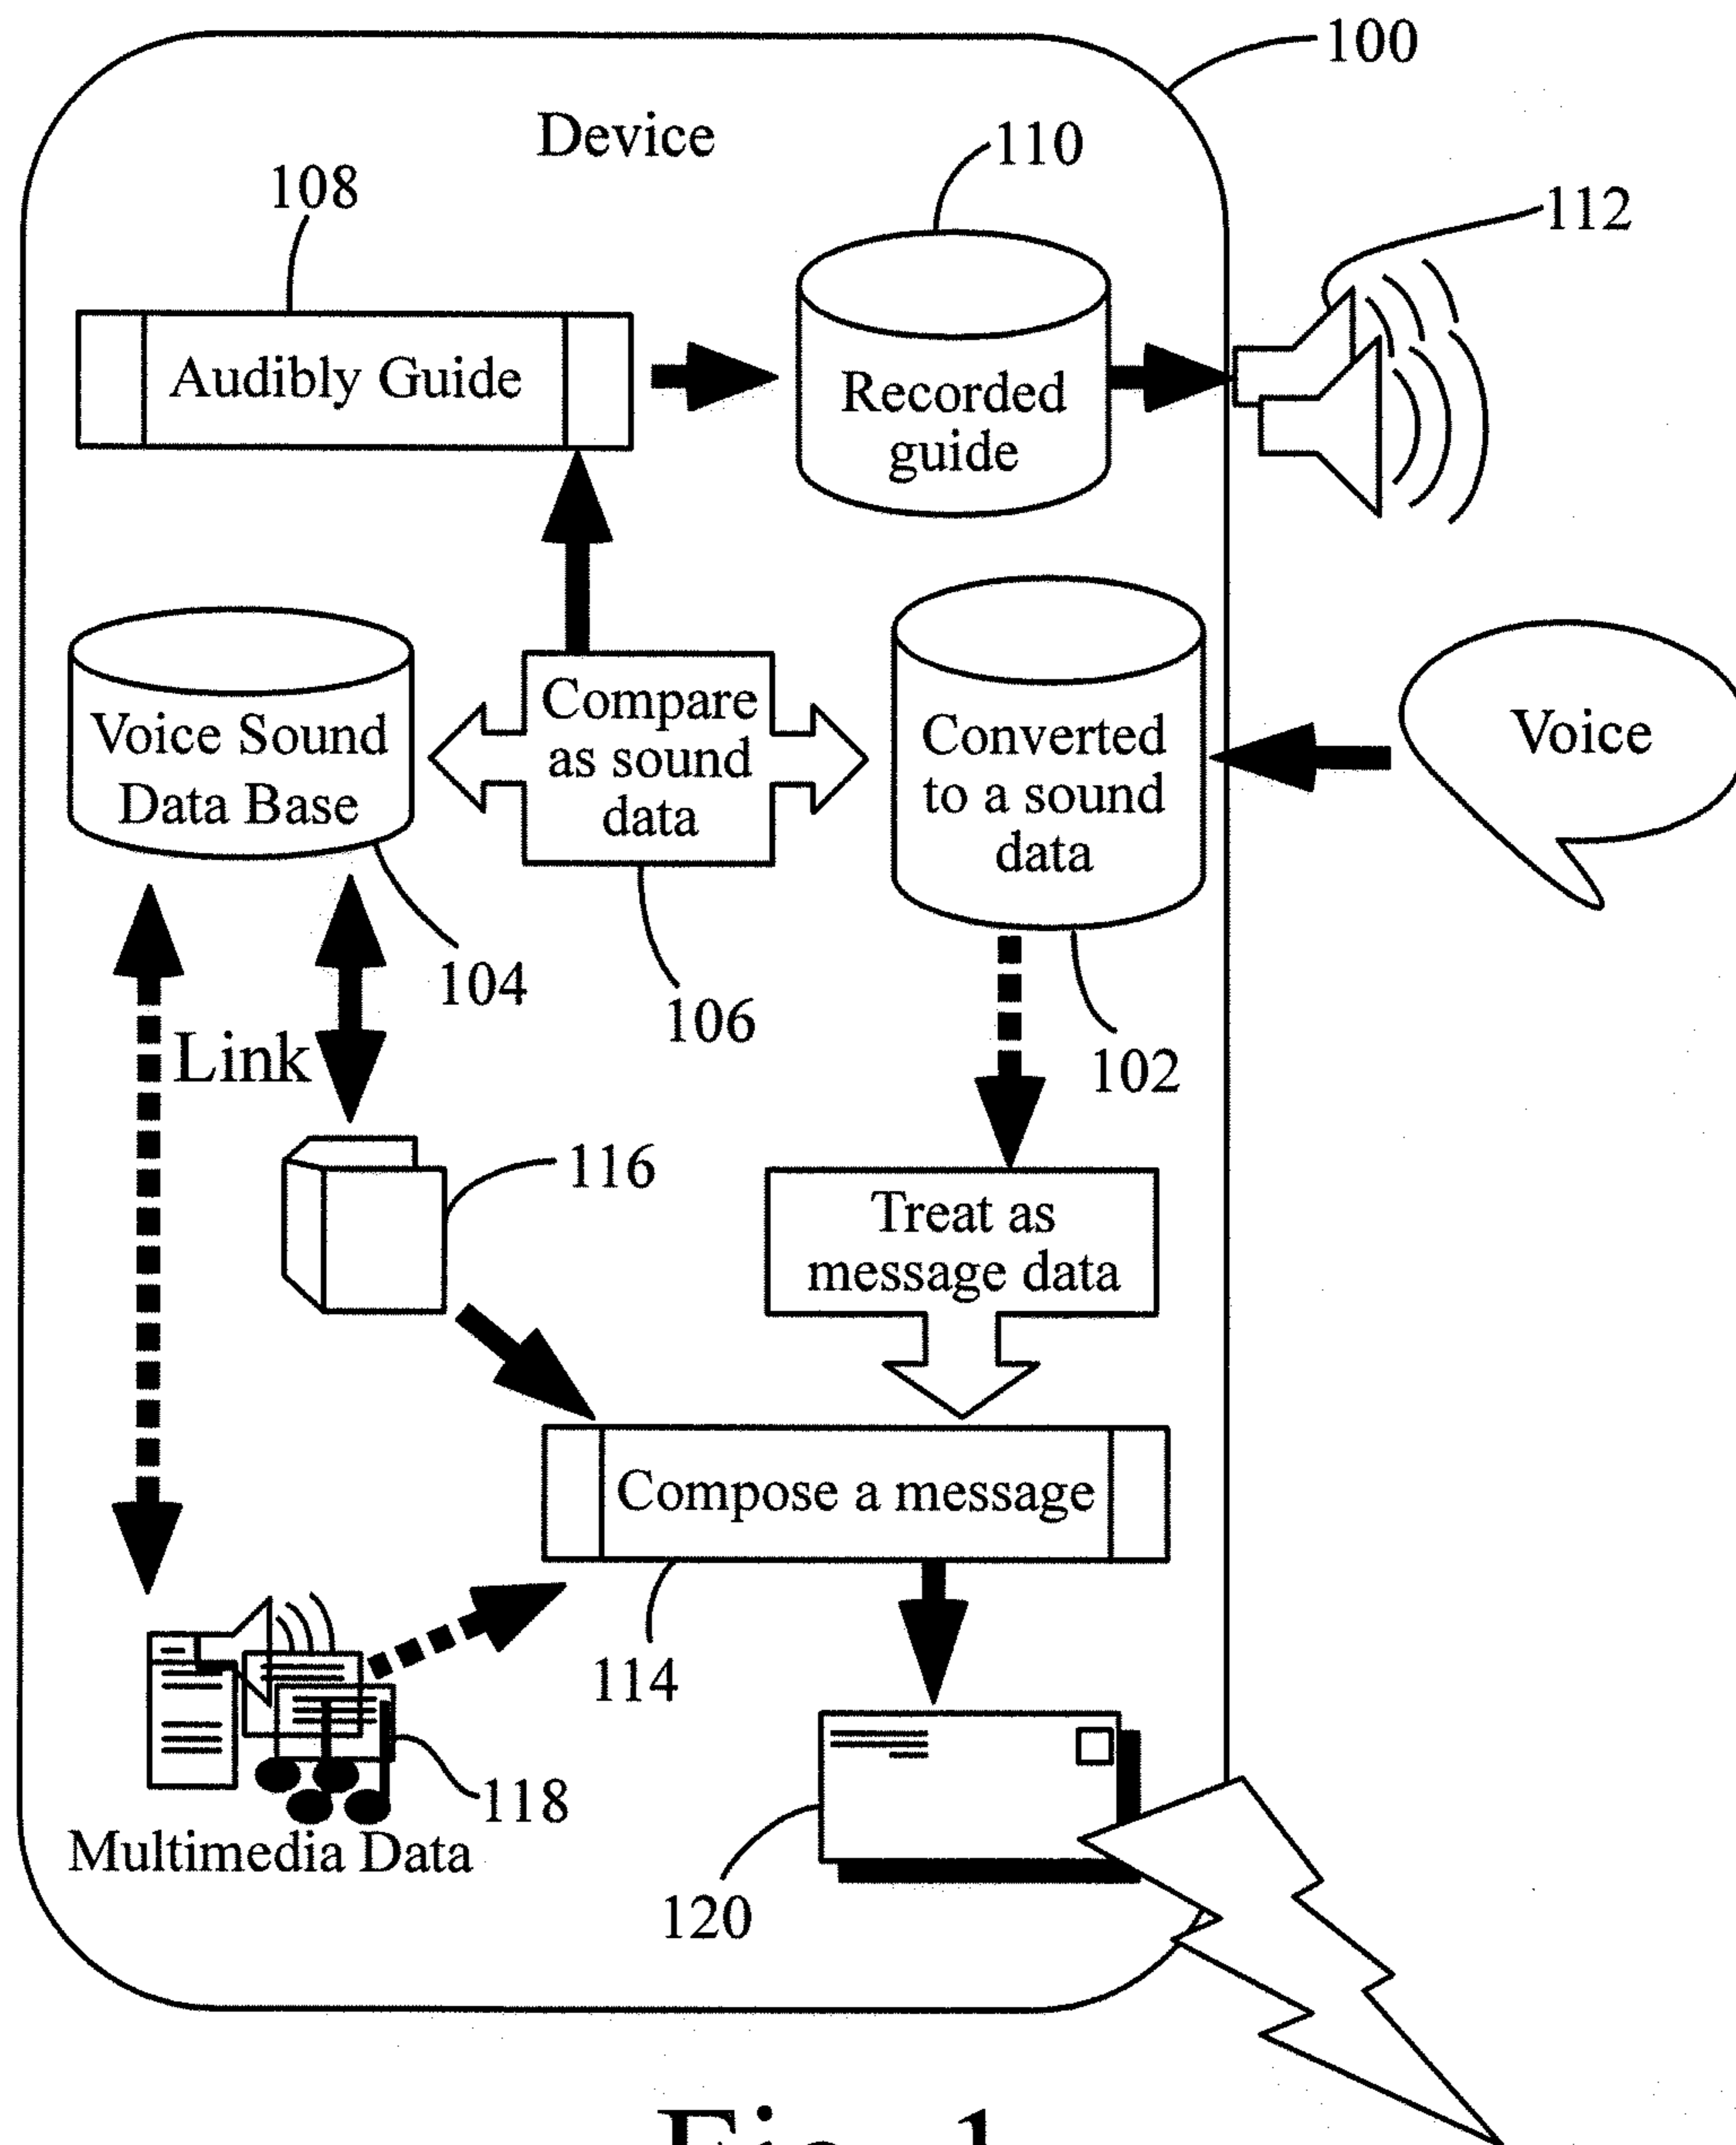 100
Device
110
108
112
Audibly Guide
Recorded
guide
Voice Sound
Data Base
Compare
as sound
data
Converted
to a sound
data
Voice
104
106
102
Link
116
Treat as
message data
Compose a message
114
118
Multimedia Data
120
Fig. 1